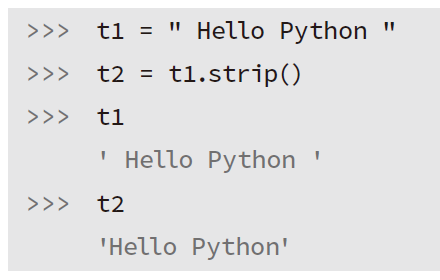 >>> t1 = " Hello Python "
>>> t2 = t1.strip()
>>> t1
' Hello Python '
>>> t2
'Hello Python'